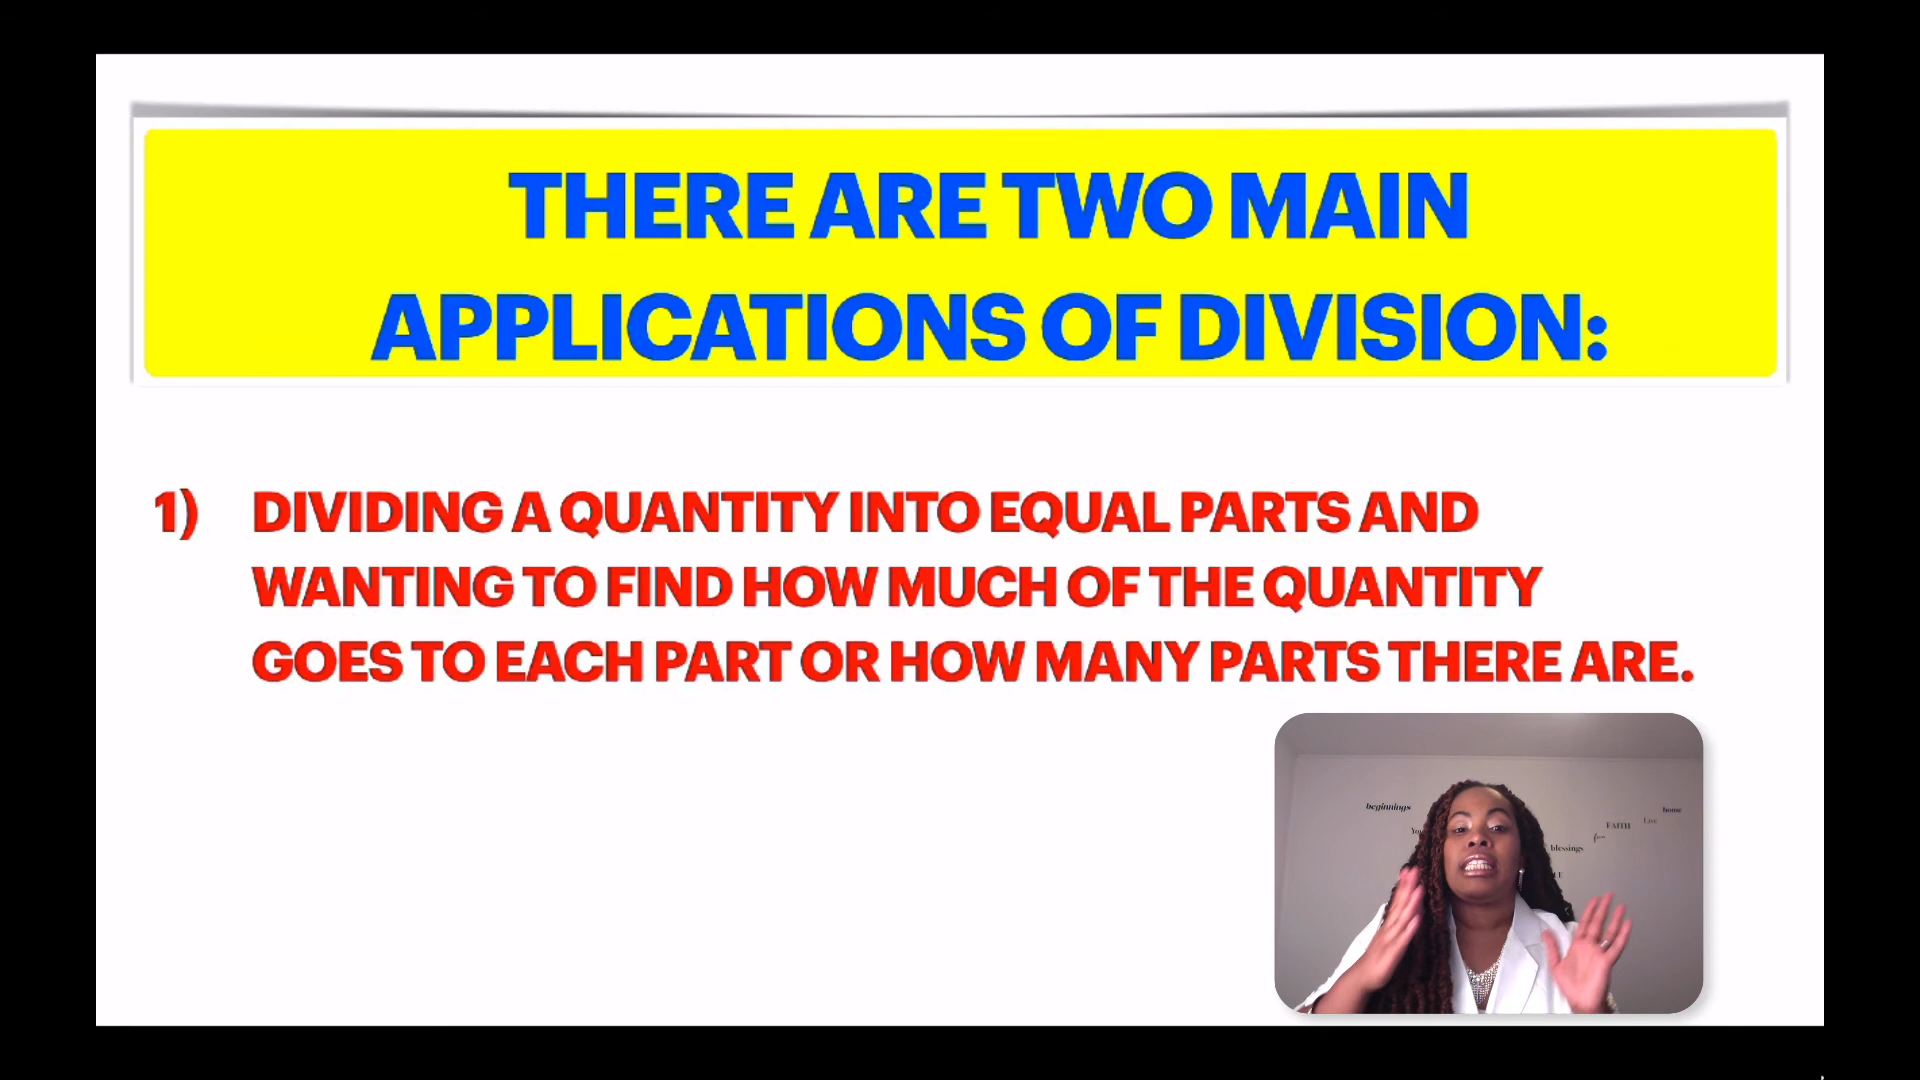 THERE ARE TWO MAIN
APPLICATIONS OF DIVISION:
1) DIVIDING A QUANTITY INTO EQUAL PARTS AND
WANTING TO FIND HOW MUCH OF THE QUANTITY
GOES TO EACH PART OR HOW MANY PARTS THERE ARE.
beginnings
home
Live
FAITH
blessings